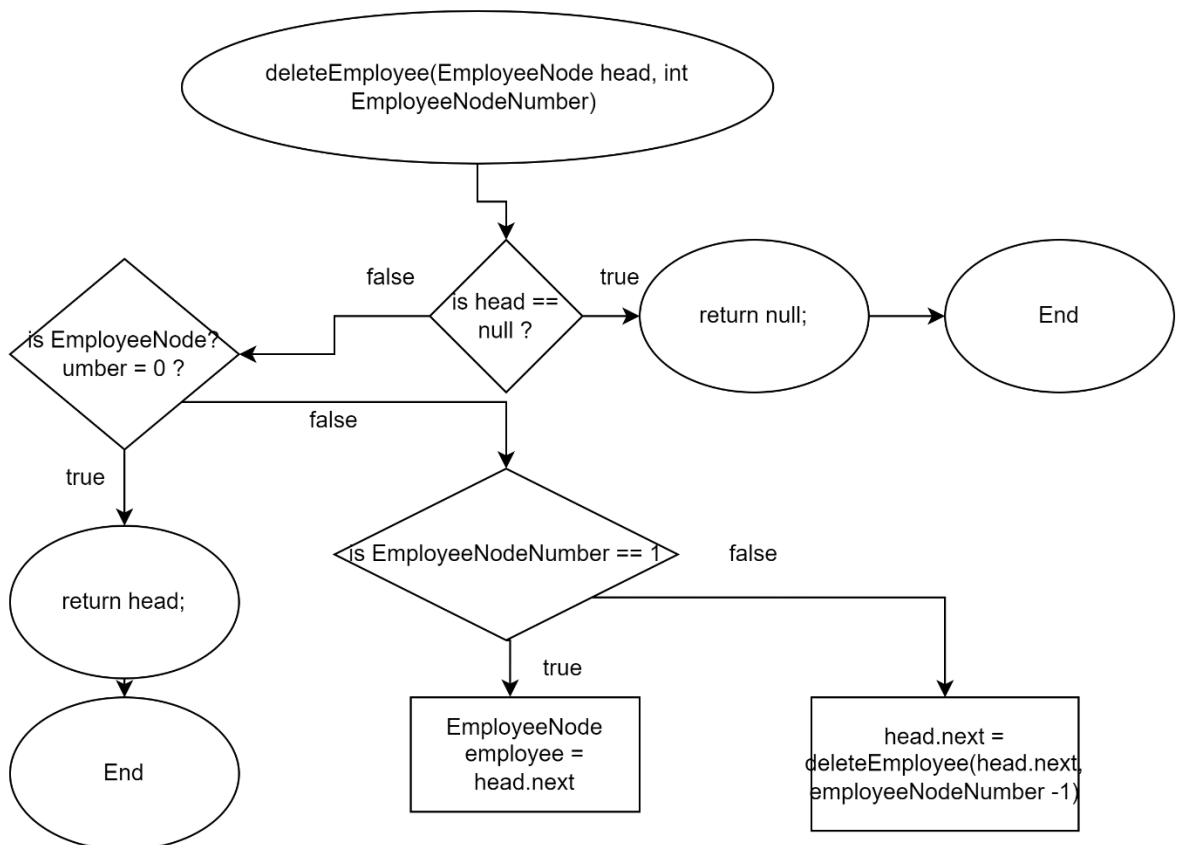 deleteEmployee(EmployeeNode head, int
EmployeeNodeNumber)
false
true
is head ==
null ?
return null;
End
is EmployeeNode?
umber = 0 ?
false
true
is EmployeeNodeNumber == 1
false
return head;
true
EmployeeNode
employee =
head.next
head.next =
deleteEmployee(head.next,
employeeNodeNumber -1)
End